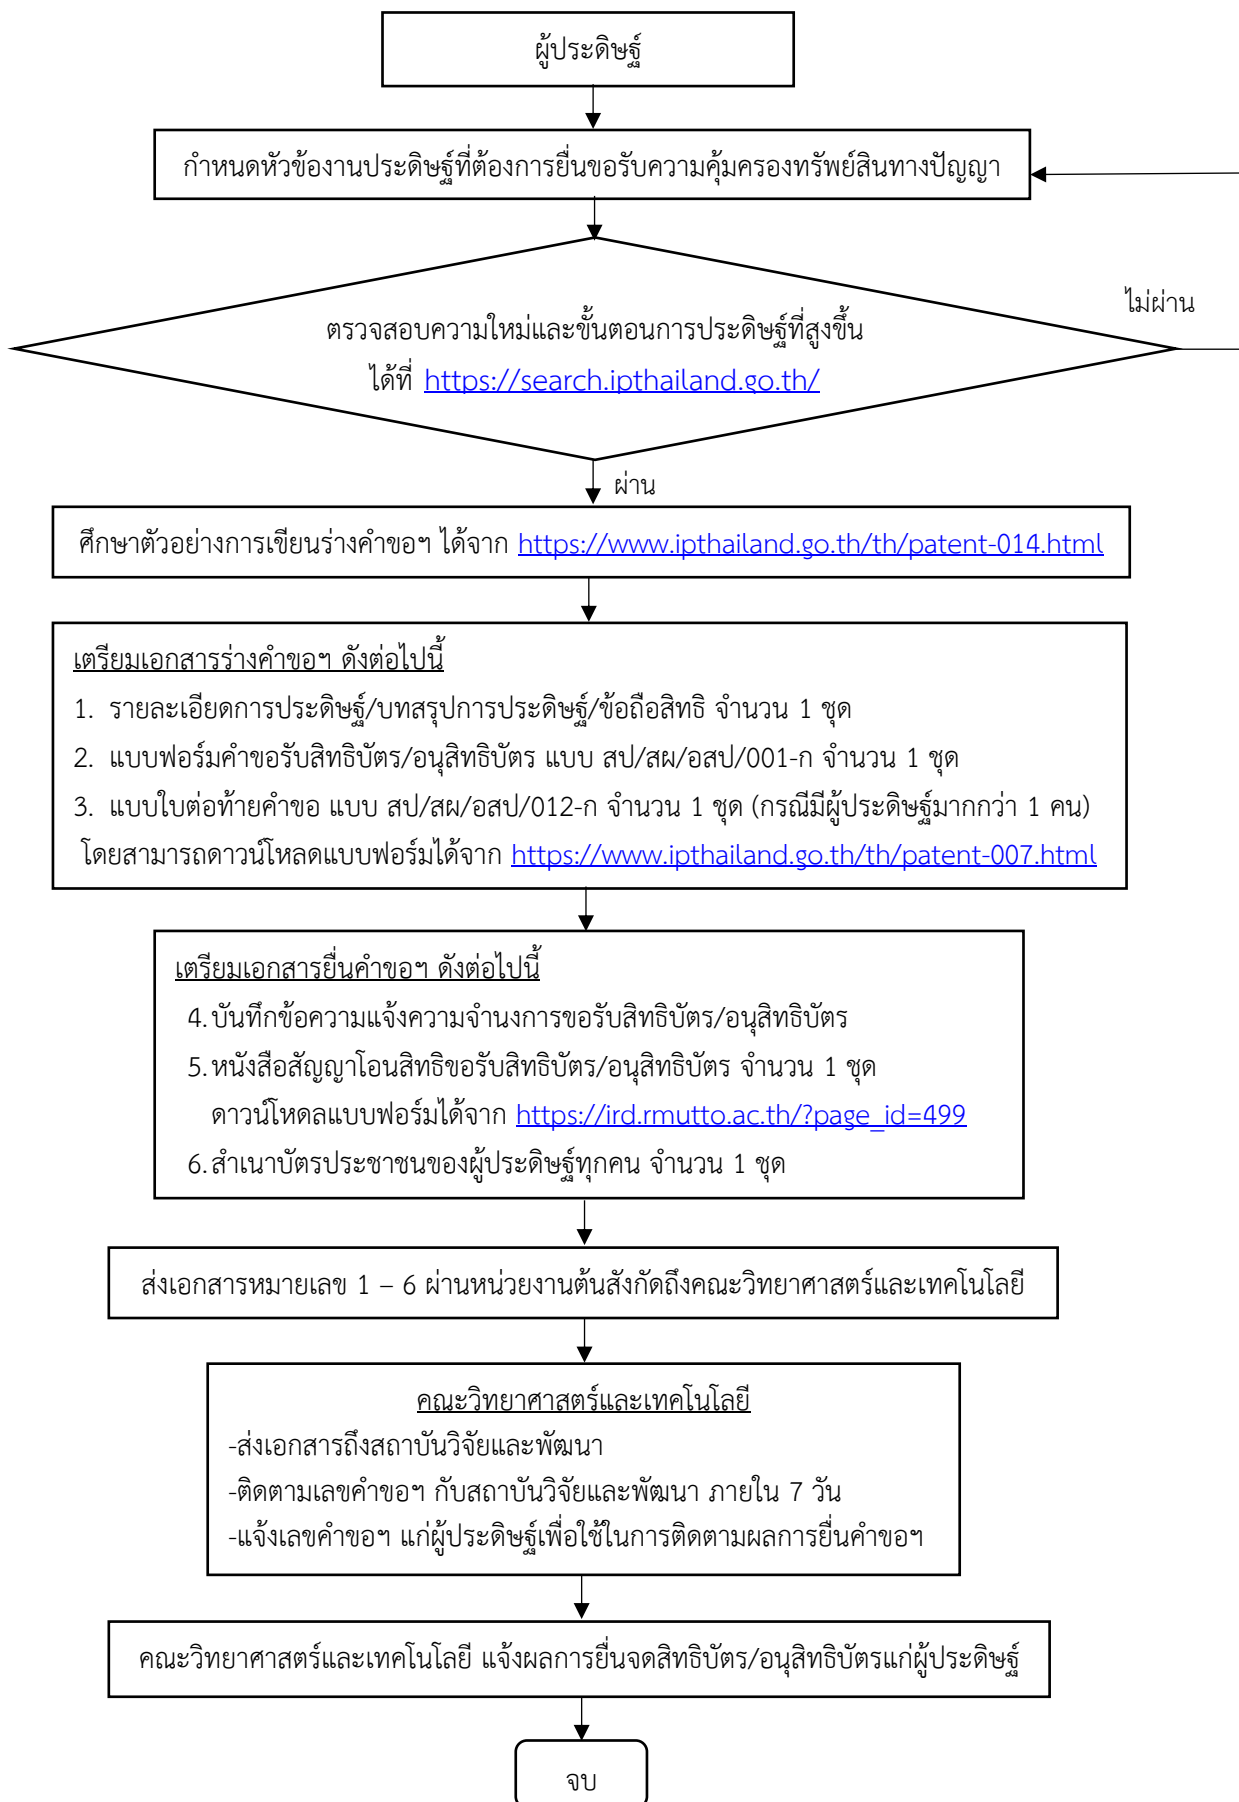 ผู้ประดิษฐ์
กำหนดหัวข้องานประดิษฐ์ที่ต้องการยื่นขอรับความคุ้มครองทรัพย์สินทางปัญญา
ไม่ผ่าน
ตรวจสอบความใหม่และขั้นตอนการประดิษฐ์ที่สูงขึ้น
ได้ที่ https://search.ipthailand.go.th/
ผ่าน
ศึกษาตัวอย่างการเขียนร่างคำขอฯ ได้จาก https://www.ipthailand.go.th/th/patent-014.html
เตรียมเอกสารร่างคำขอฯ ดังต่อไปนี้
1. รายละเอียดการประดิษฐ์/บทสรุปการประดิษฐ์/ข้อถือสิทธิ จำนวน 1 ชุด
2. แบบฟอร์มคำขอรับสิทธิบัตร/อนุสิทธิบัตร แบบ สป/สผ/อสป/001-ก จำนวน 1 ชุด
3. แบบใบต่อท้ายคำขอ แบบ สป/สผ/อสป/012-ก จำนวน 1 ชุด (กรณีมีผู้ประดิษฐ์มากกว่า 1 คน)
โดยสามารถดาวน์โหลดแบบฟอร์มได้จาก https://www.ipthailand.go.th/th/patent-007.html
เตรียมเอกสารยื่นคำขอฯ ดังต่อไปนี้
4. บันทึกข้อความแจ้งความจำนงการขอรับสิทธิบัตร/อนุสิทธิบัตร
5. หนังสือสัญญาโอนสิทธิขอรับสิทธิบัตร/อนุสิทธิบัตร จำนวน 1 ชุด
ดาวน์โหดลแบบฟอร์มได้จาก https://ird.rmutto.ac.th/?page_id=499
6. สำเนาบัตรประชาชนของผู้ประดิษฐ์ทุกคน จำนวน 1 ชุด
ส่งเอกสารหมายเลข 1 – 6 ผ่านหน่วยงานต้นสังกัดถึงคณะวิทยาศาสตร์และเทคโนโลยี
คณะวิทยาศาสตร์และเทคโนโลยี
-ส่งเอกสารถึงสถาบันวิจัยและพัฒนา
-ติดตามเลขคำขอฯ กับสถาบันวิจัยและพัฒนา ภายใน 7 วัน
-แจ้งเลขคำขอฯ แก่ผู้ประดิษฐ์เพื่อใช้ในการติดตามผลการยื่นคำขอฯ
คณะวิทยาศาสตร์และเทคโนโลยี แจ้งผลการยื่นจดสิทธิบัตร/อนุสิทธิบัตรแก่ผู้ประดิษฐ์
จบ